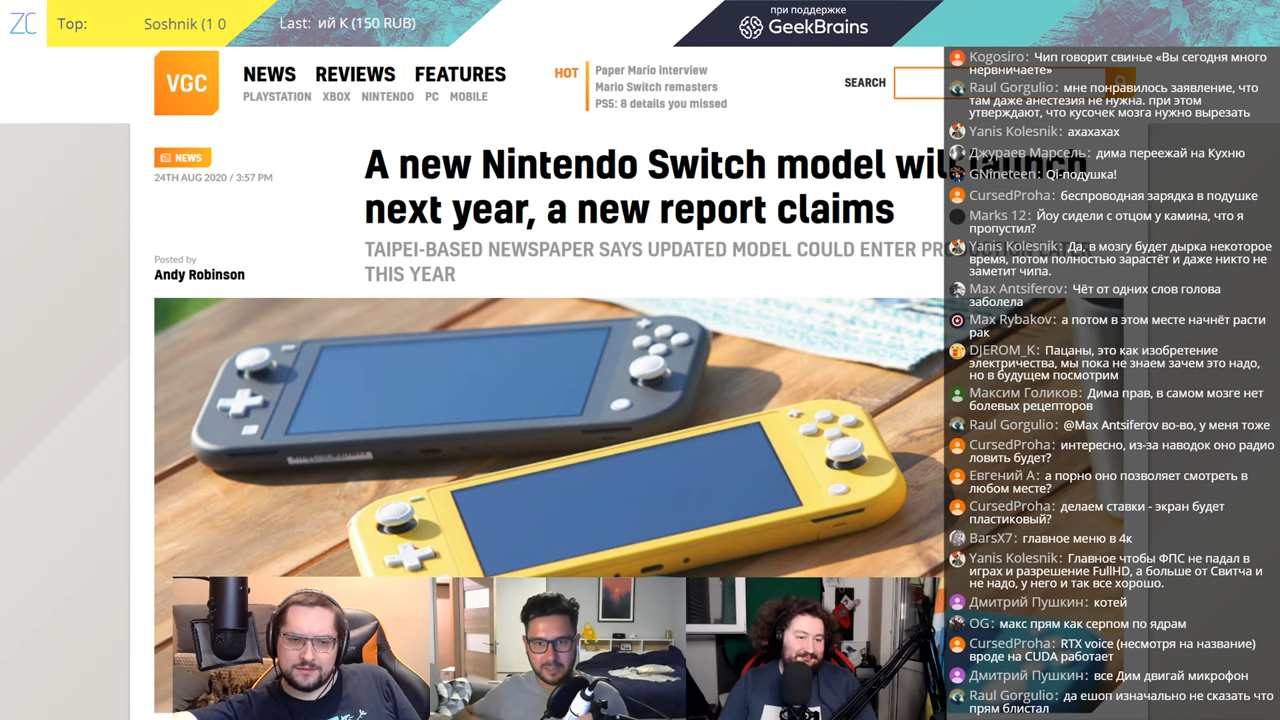 ZC
Top:
Soshnik (1 0
Last: ий К (150 RUB)
при поддержке
GeekBrains
VGC
NEWS REVIEWS FEATURES
PLAYSTATION XBOX NINTENDO PC MOBILE
HOT
Paper Mario interview
Mario Switch remasters
PS5: 8 details you missed
SEARCH
NEWS
24TH AUG 2020 / 3:57 PM
A new Nintendo Switch model will launch
next year, a new report claims
TAIPEI-BASED NEWSPAPER SAYS UPDATED MODEL COULD ENTER PRODUCTION LATER
THIS YEAR
Posted by
Andy Robinson
Kogosiro: Чип говорит свинье «Вы сегодня много
нервничаете»
Raul Gorgulio: мне понравилось заявление, что
там даже анестезия не нужна. при этом
утверждают, что кусочек мозга нужно вырезать
Yanis Kolesnik: ахахахах
Джураев Марсель: дима переежай на Кухню
GNineteen: Qi-подушка!
CursedProha: беспроводная зарядка в подушке
Marks 12: Йоу сидели с отцом у камина, что я
пропустил?
Yanis Kolesnik: Да, в мозгу будет дырка некоторое
время, потом полностью зарастёт и даже никто не
заметит чипа.
Max Antsiferov: Чёт от одних слов голова
заболела
Max Rybakov: а потом в этом месте начнёт расти
рак
DJEROM_K: Пацаны, это как изобретение
электричества, мы пока не знаем зачем это надо,
но в будущем посмотрим
Максим Голиков: Дима прав, в самом мозге нет
болевых рецепторов
Raul Gorgulio: @Max Antsiferov во-во, у меня тоже
CursedProha: интересно, из-за наводок оно радио
ловить будет?
Евгений А: а порно оно позволяет смотреть в
любом месте?
CursedProha: делаем ставки - экран будет
пластиковый?
BarsX7: главное меню в 4к
Yanis Kolesnik: Главное чтобы ФПС не падал в
играх и разрешение FullHD, а больше от Свитча и
не надо, у него и так все хорошо.
Дмитрий Пушкин: котей
OG: макс прям как серпом по ядрам
CursedProha: RTX voice (несмотря на название)
вроде на CUDA работает
Дмитрий Пушкин: все Дим двигай микрофон
Raul Gorgulio: да ешоп изначально не сказать что
прям блистал